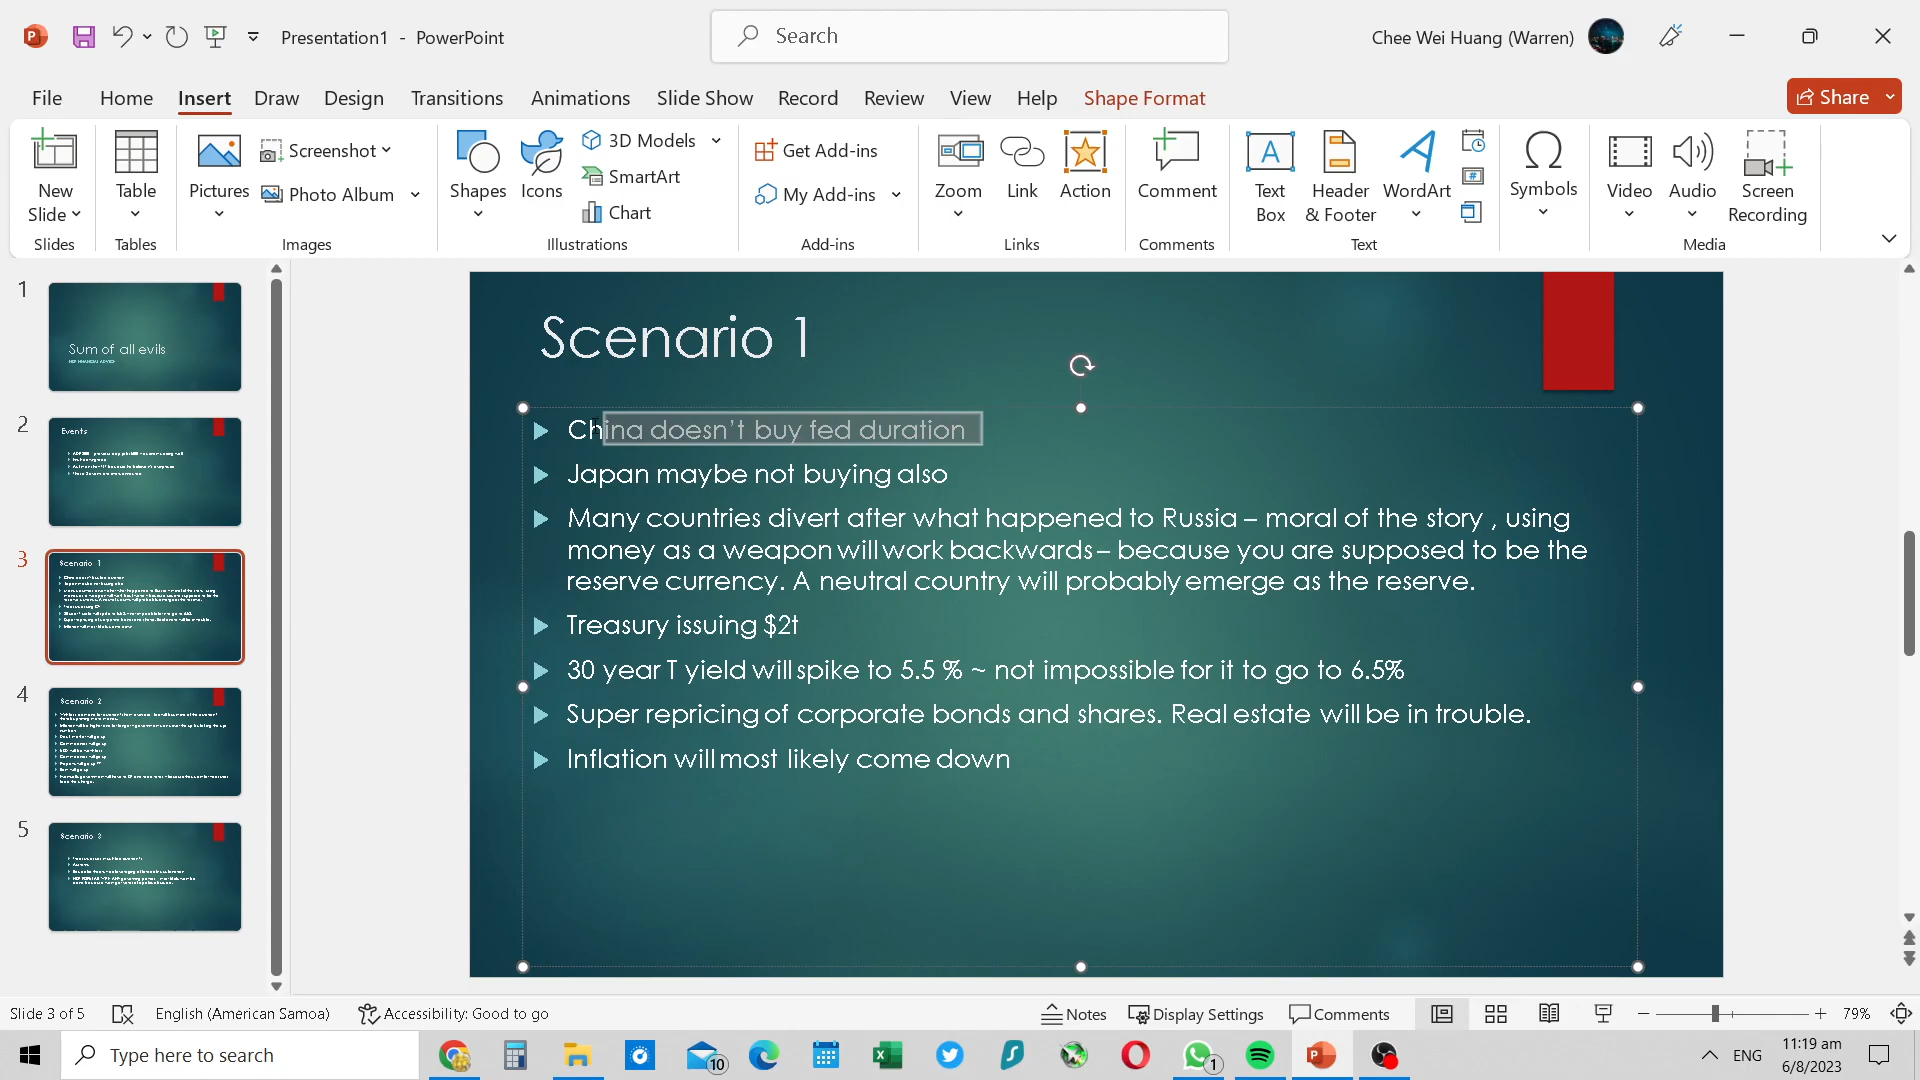 Presentation1 - PowerPoint
Search
Chee Wei Huang (Warren)
File Home Insert Draw Design Transitions Animations Slide Show Record Review View Help Shape Format
Share
New Slide
Slides
Table
Tables
Pictures
Screenshot
Photo Album
Images
Shapes
Icons
3D Models
SmartArt
Chart
Illustrations
Get Add-ins
My Add-ins
Add-ins
Zoom
Link
Action
Links
Comment
Comments
Text Box
Header & Footer
WordArt
Text
Symbols
Video
Audio
Screen Recording
Media
1
Sum of all evils
2
Events
3
Scenario 1
4
Scenario 2
5
Scenario 3
Scenario 1
China doesn't buy fed duration
Japan maybe not buying also
Many countries divert after what happened to Russia – moral of the story , using
money as a weapon will work backwards – because you are supposed to be the
reserve currency. A neutral country will probably emerge as the reserve.
Treasury issuing $2t
30 year T yield will spike to 5.5 % ~ not impossible for it to go to 6.5%
Super repricing of corporate bonds and shares. Real estate will be in trouble.
Inflation will most likely come down
Slide 3 of 5
English (American Samoa)
Accessibility: Good to go
Notes
Display Settings
Comments
79%
Type here to search
10
1
ENG
11:19 am
6/8/2023